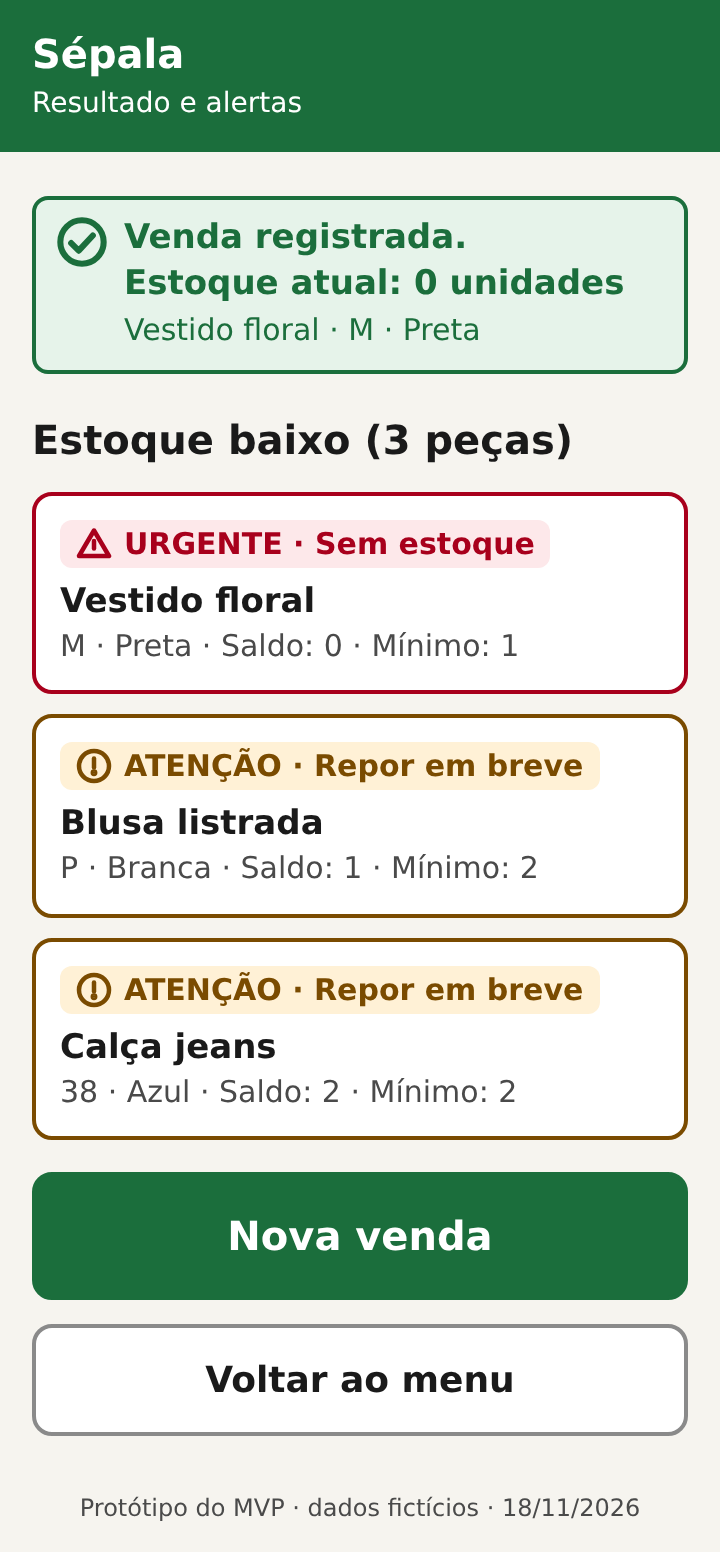 Sépala
Resultado e alertas
Venda registrada.
Estoque atual: 0 unidades
Vestido floral · M · Preta
Estoque baixo (3 peças)
URGENTE · Sem estoque
Vestido floral
M · Preta · Saldo: 0 · Mínimo: 1
ATENÇÃO · Repor em breve
Blusa listrada
P · Branca · Saldo: 1 · Mínimo: 2
ATENÇÃO · Repor em breve
Calça jeans
38 · Azul · Saldo: 2 · Mínimo: 2
Nova venda
Voltar ao menu
Protótipo do MVP · dados fictícios · 18/11/2026